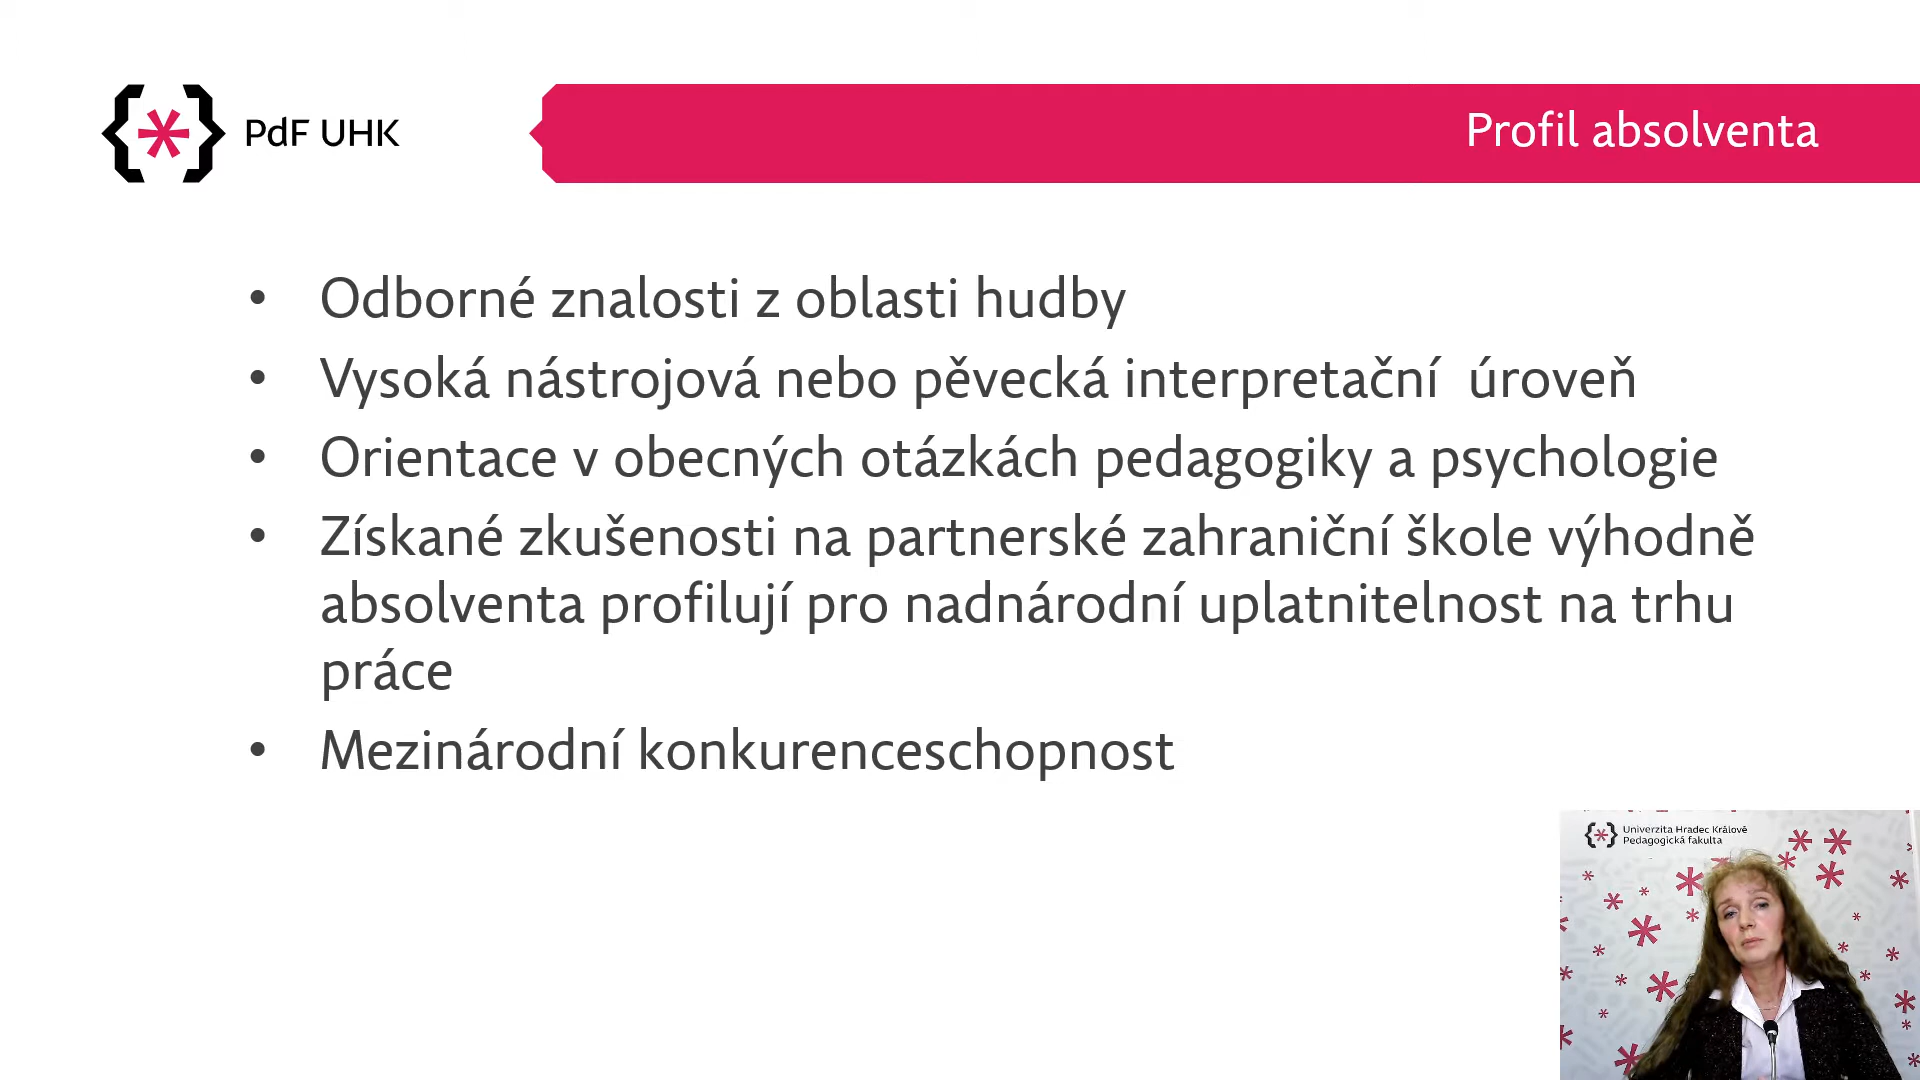 PdF UHK
Profil absolventa
• Odborné znalosti z oblasti hudby
• Vysoká nástrojová nebo pěvecká interpretační úroveň
• Orientace v obecných otázkách pedagogiky a psychologie
• Získané zkušenosti na partnerské zahraniční škole výhodně
absolventa profilují pro nadnárodní uplatnitelnost na trhu
práce
• Mezinárodní konkurenceschopnost
Univerzita Hradec Králové
Pedagogická fakulta